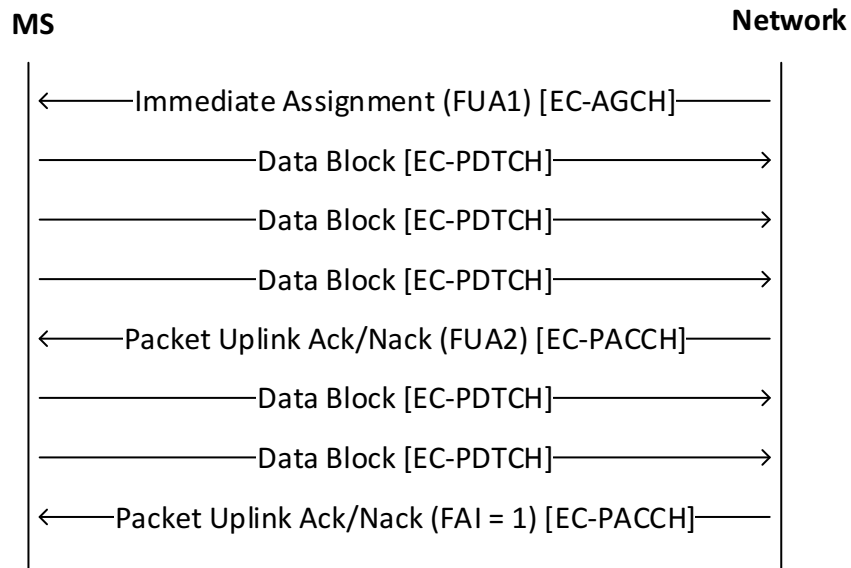 MS
Network
Immediate Assignment (FUA1) [EC-AGCH]
Data Block [EC-PDTCH]
Data Block [EC-PDTCH]
Data Block [EC-PDTCH]
Packet Uplink Ack/Nack (FUA2) [EC-PACCH]
Data Block [EC-PDTCH]
Data Block [EC-PDTCH]
Packet Uplink Ack/Nack (FAI = 1) [EC-PACCH]